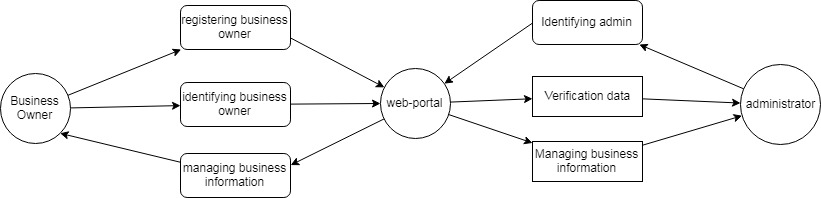 registering business
owner
Identifying admin
Business
Owner
identifying business
owner
web-portal
Verification data
administrator
managing business
information
Managing business
information